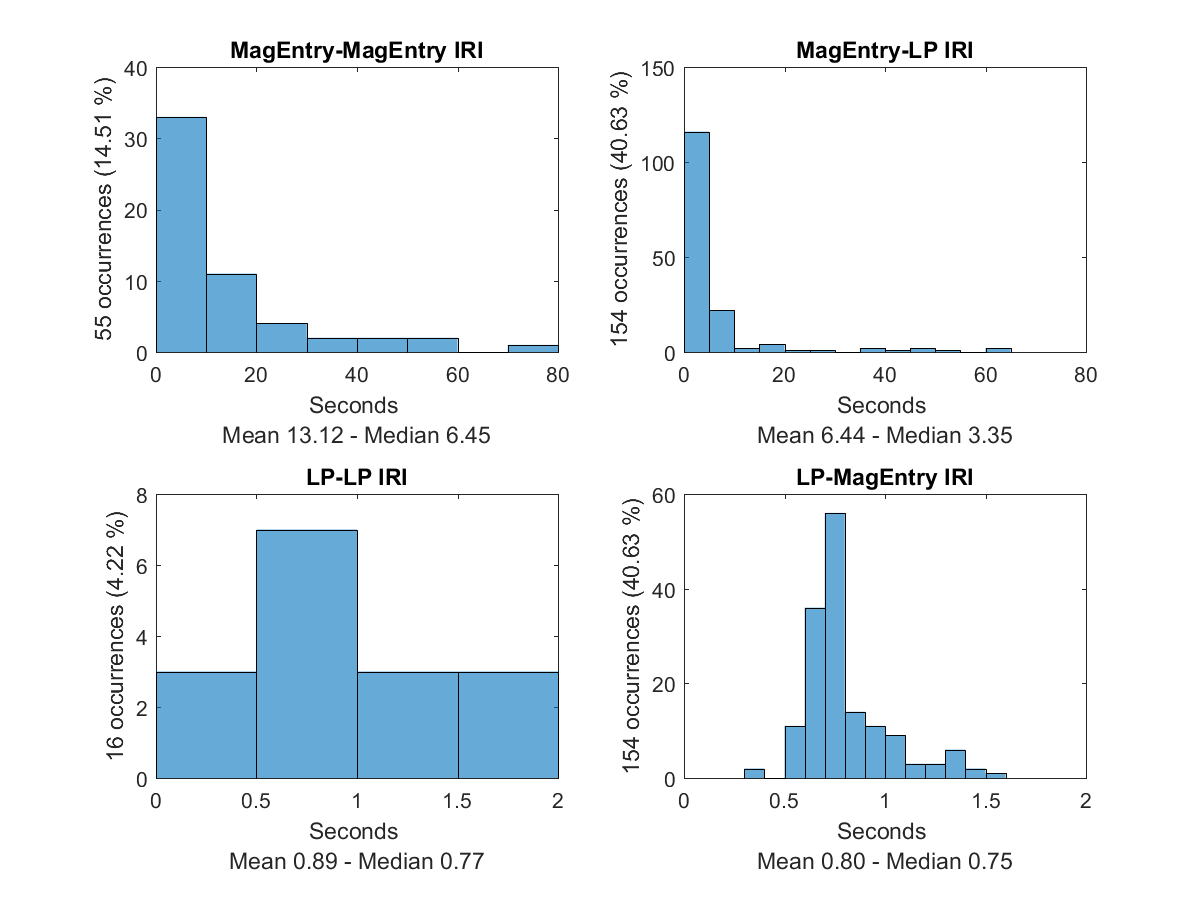 MagEntry-MagEntry IRI
55 occurrences (14.51 %)
40
30
20
10
0
0 20 40 60 80
Seconds
Mean 13.12 - Median 6.45
MagEntry-LP IRI
154 occurrences (40.63 %)
150
100
50
0
0 20 40 60 80
Seconds
Mean 6.44 - Median 3.35
LP-LP IRI
16 occurrences (4.22 %)
8
6
4
2
0
0 0.5 1 1.5 2
Seconds
Mean 0.89 - Median 0.77
LP-MagEntry IRI
154 occurrences (40.63 %)
60
40
20
0
0 0.5 1 1.5 2
Seconds
Mean 0.80 - Median 0.75